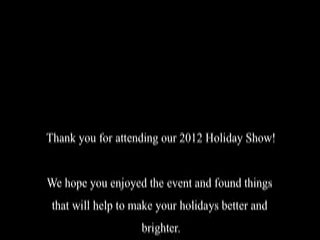 Thank you for attending our 2012 Holiday Show!
We hope you enjoyed the event and found things
that will help to make your holidays better and
brighter.